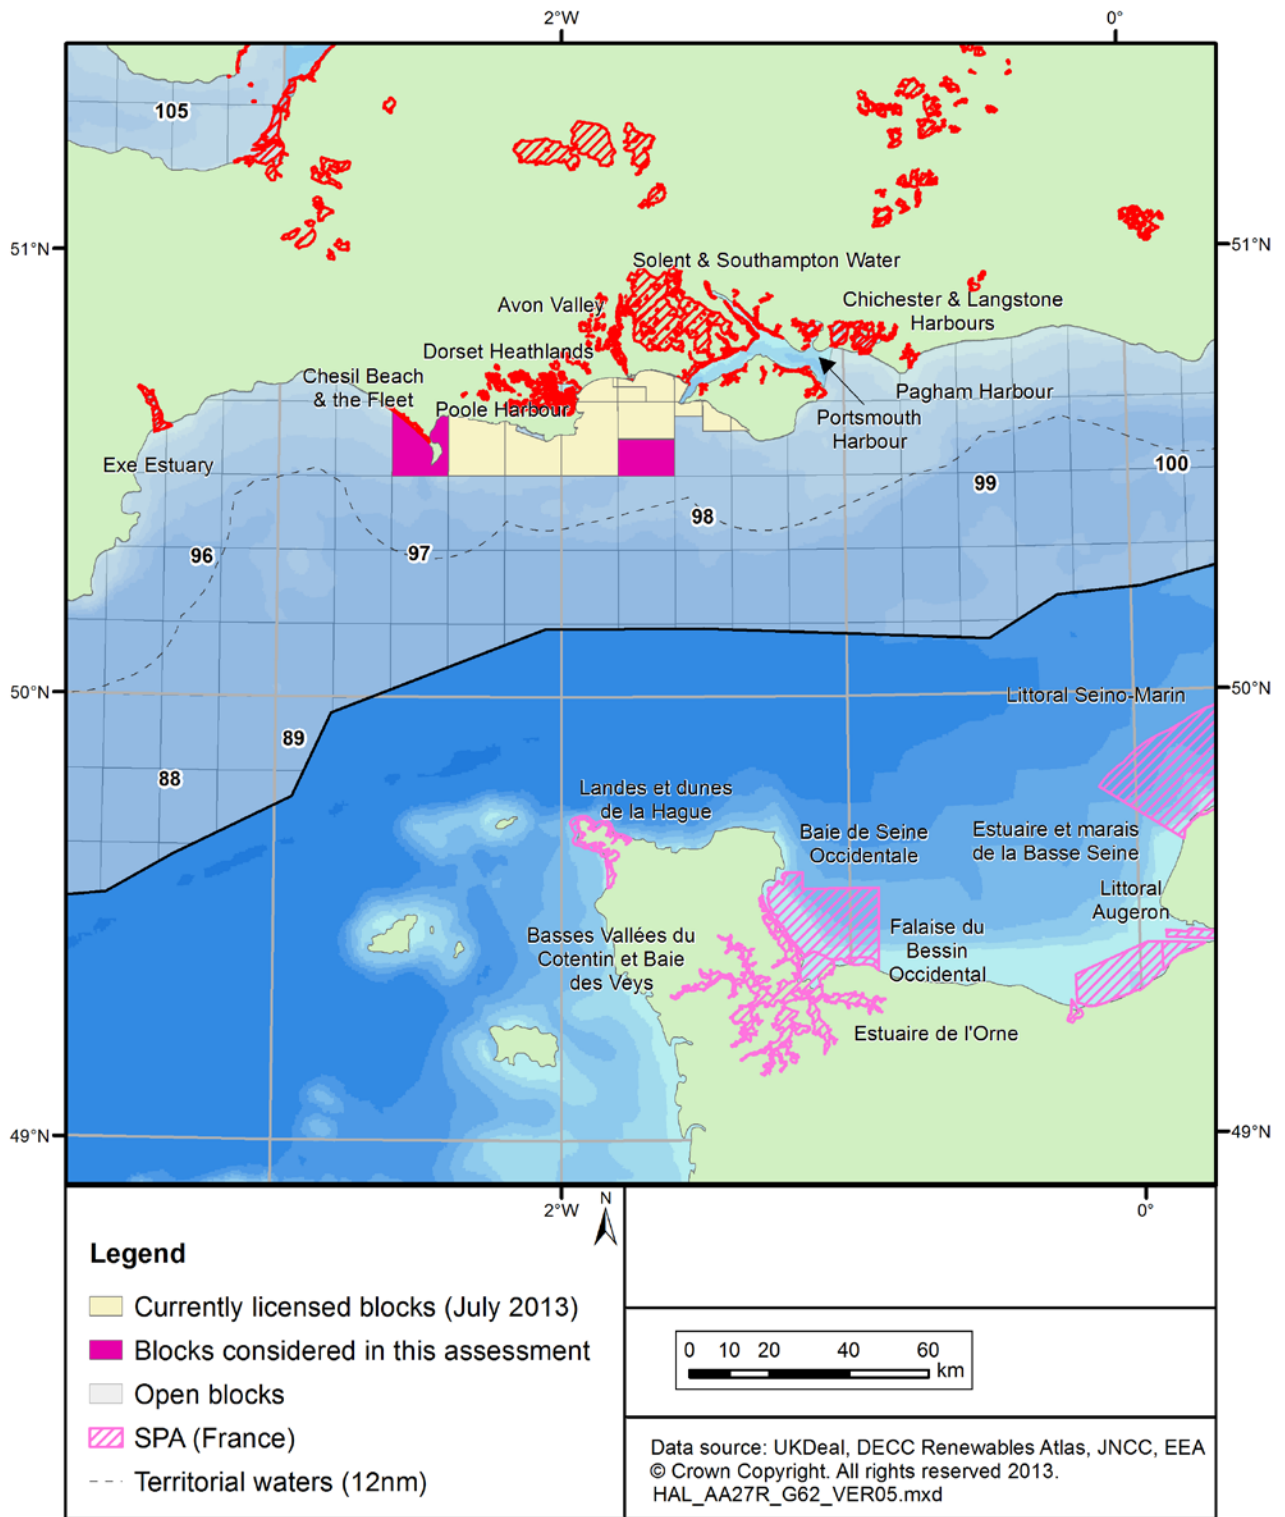 2°W
0°
105
51°N
51°N
Solent & Southampton Water
Avon Valley
Chichester & Langstone
Harbours
Dorset Heathlands
Chesil Beach
& the Fleet
Poole Harbour
Pagham Harbour
Portsmouth
Harbour
Exe Estuary
100
99
98
97
96
50°N
50°N
Littoral Seino-Marin
89
88
Landes et dunes
de la Hague
Baie de Seine
Occidentale
Estuaire et marais
de la Basse Seine
Littoral
Augeron
Basses Vallées du
Cotentin et Baie
des Veys
Falaise du
Bessin
Occidental
Estuaire de l'Orne
49°N
49°N
2°W
N
0°
Legend
Currently licensed blocks (July 2013)
Blocks considered in this assessment
Open blocks
SPA (France)
Territorial waters (12nm)
0 10 20 40 60
km
Data source: UKDeal, DECC Renewables Atlas, JNCC, EEA
© Crown Copyright. All rights reserved 2013.
HAL_AA27R_G62_VER05.mxd